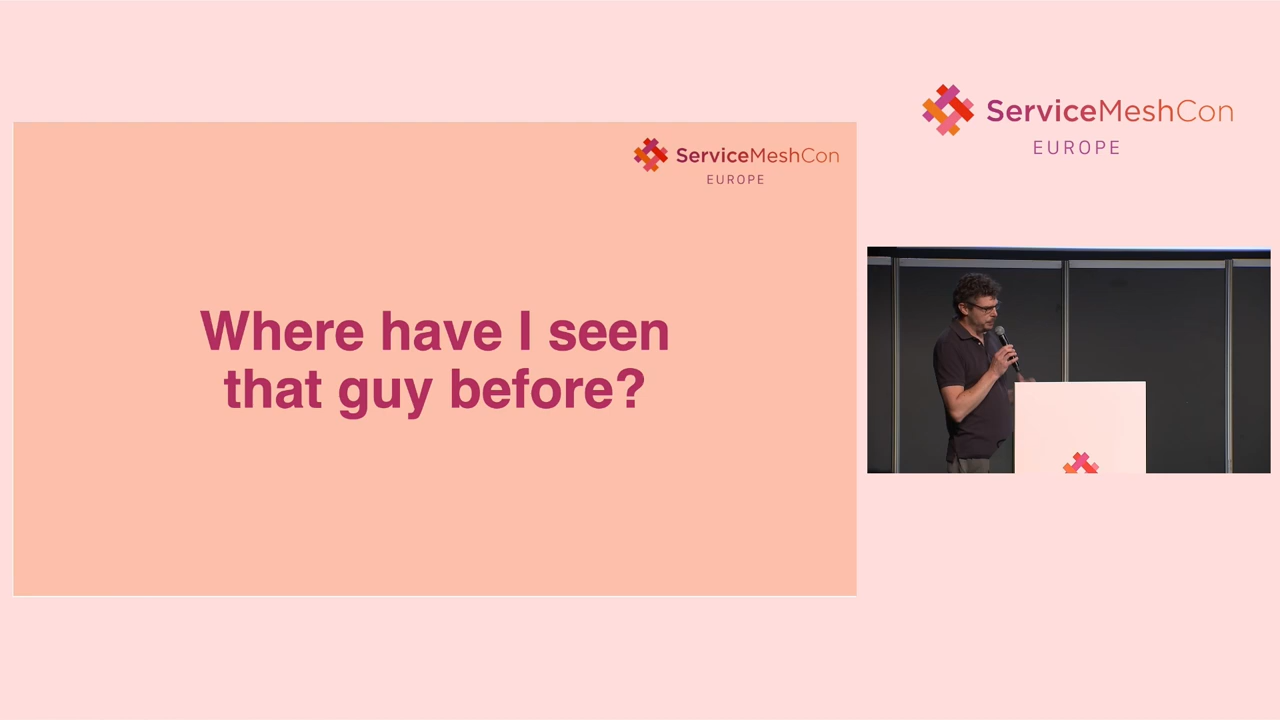 ServiceMeshCon
EUROPE
Where have I seen
that guy before?
ServiceMeshCon
EUROPE